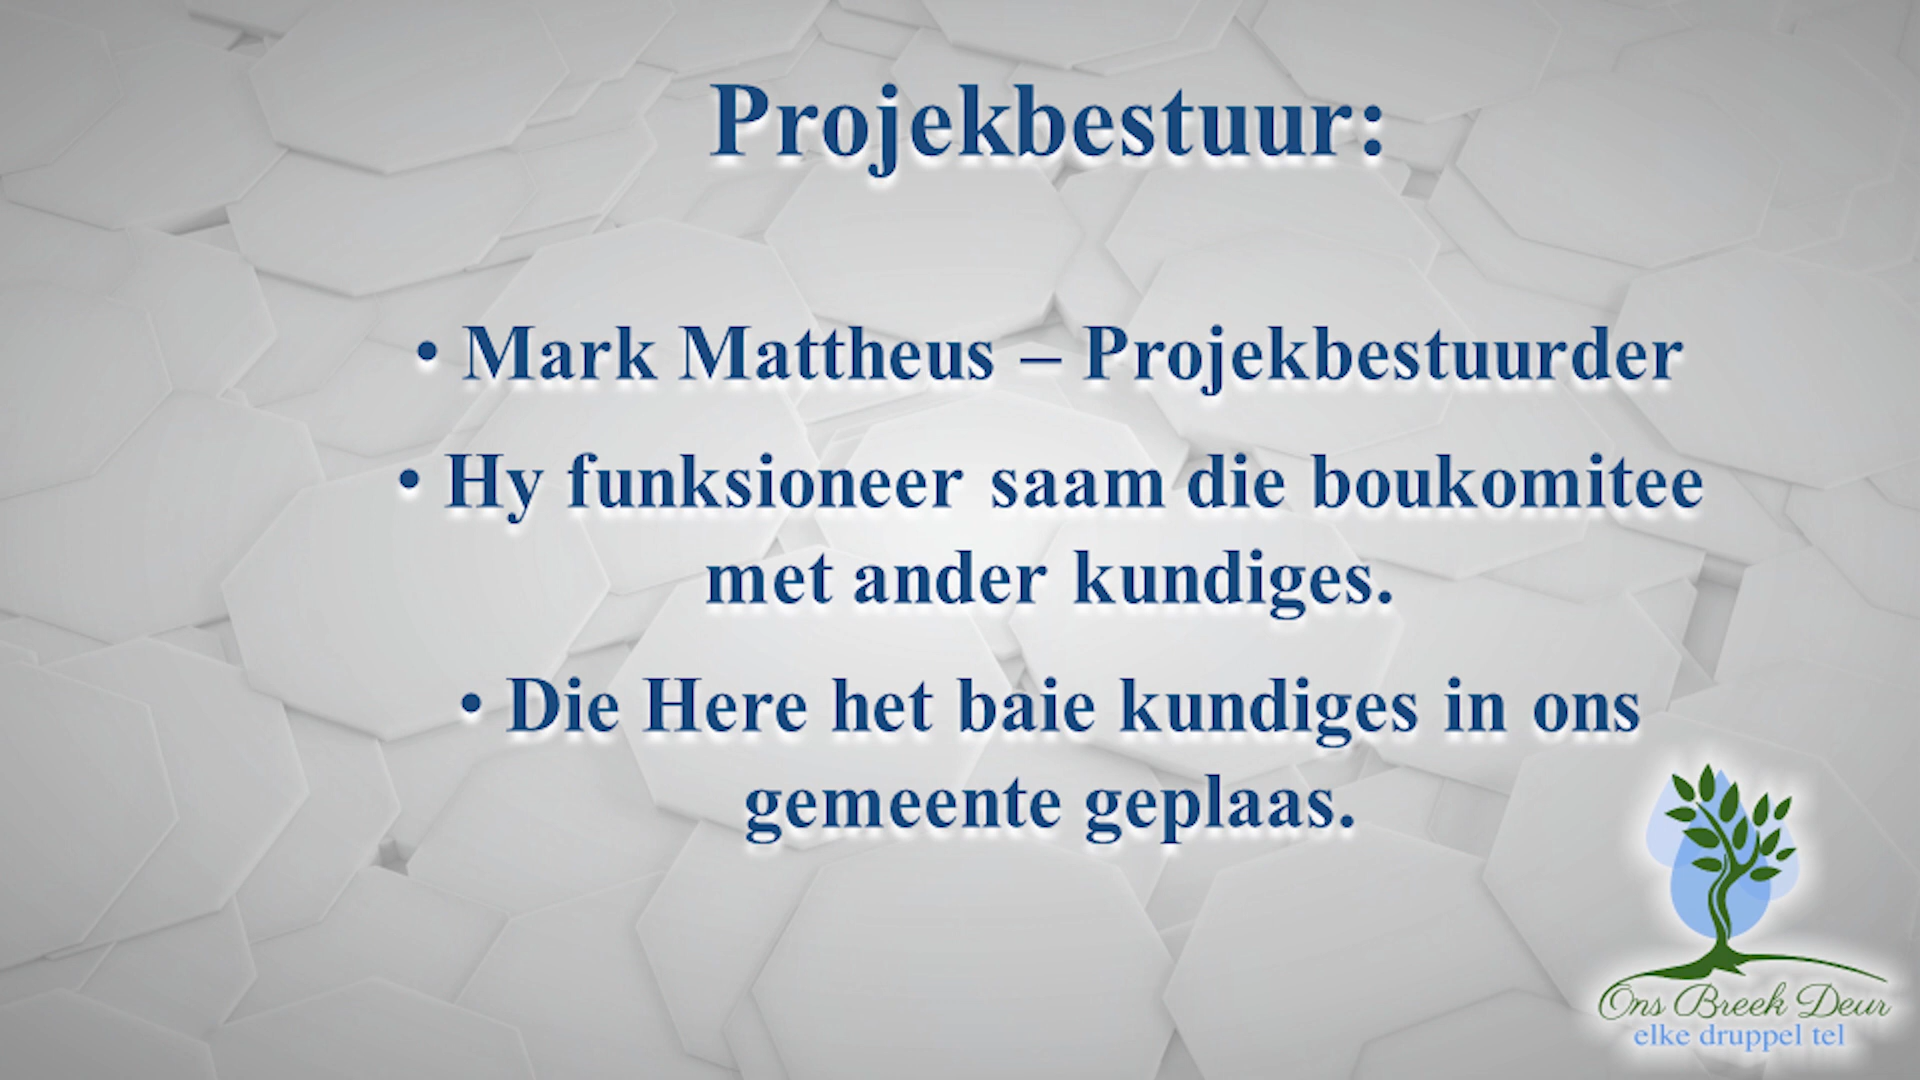 Projekbestuur:
• Mark Mattheus – Projekbestuurder
• Hy funksioneer saam die boukomitee
met ander kundiges.
• Die Here het baie kundiges in ons
gemeente geplaas.
Ons Breek Deur
elke druppel tel